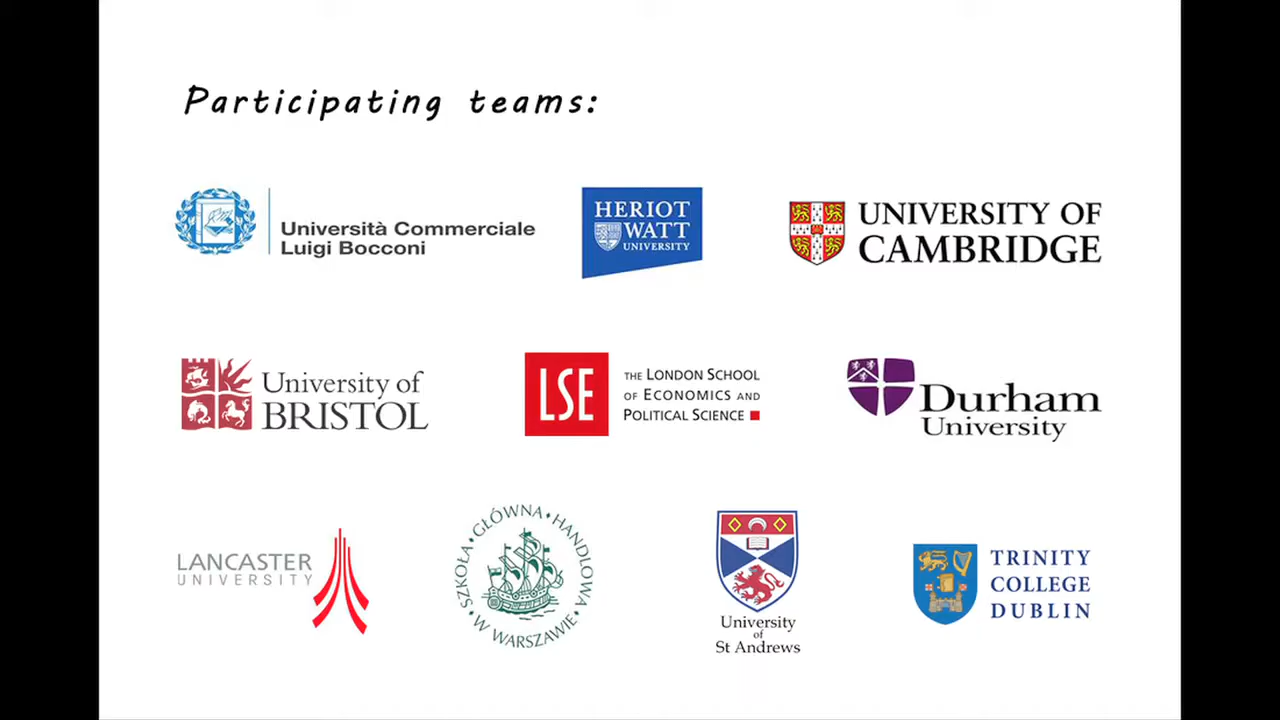 Participating teams:
Università Commerciale
Luigi Bocconi
HERIOT
WATT
UNIVERSITY
UNIVERSITY OF
CAMBRIDGE
University of
BRISTOL
LSE
THE LONDON SCHOOL
OF ECONOMICS AND
POLITICAL SCIENCE
Durham
University
LANCASTER
UNIVERSITY
SZKOŁA · GŁÓWNA · HANDLOWA · W WARSZAWIE ·
University
of
St Andrews
TRINITY
COLLEGE
DUBLIN